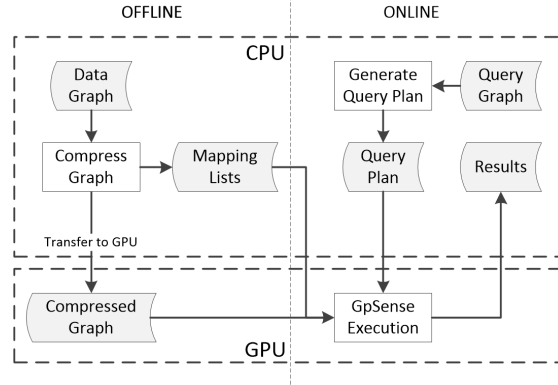 OFFLINE
ONLINE
CPU
Data
Graph
Generate
Query Plan
Query
Graph
Compress
Graph
Mapping
Lists
Query
Plan
Results
Transfer to GPU
Compressed
Graph
GpSense
Execution
GPU